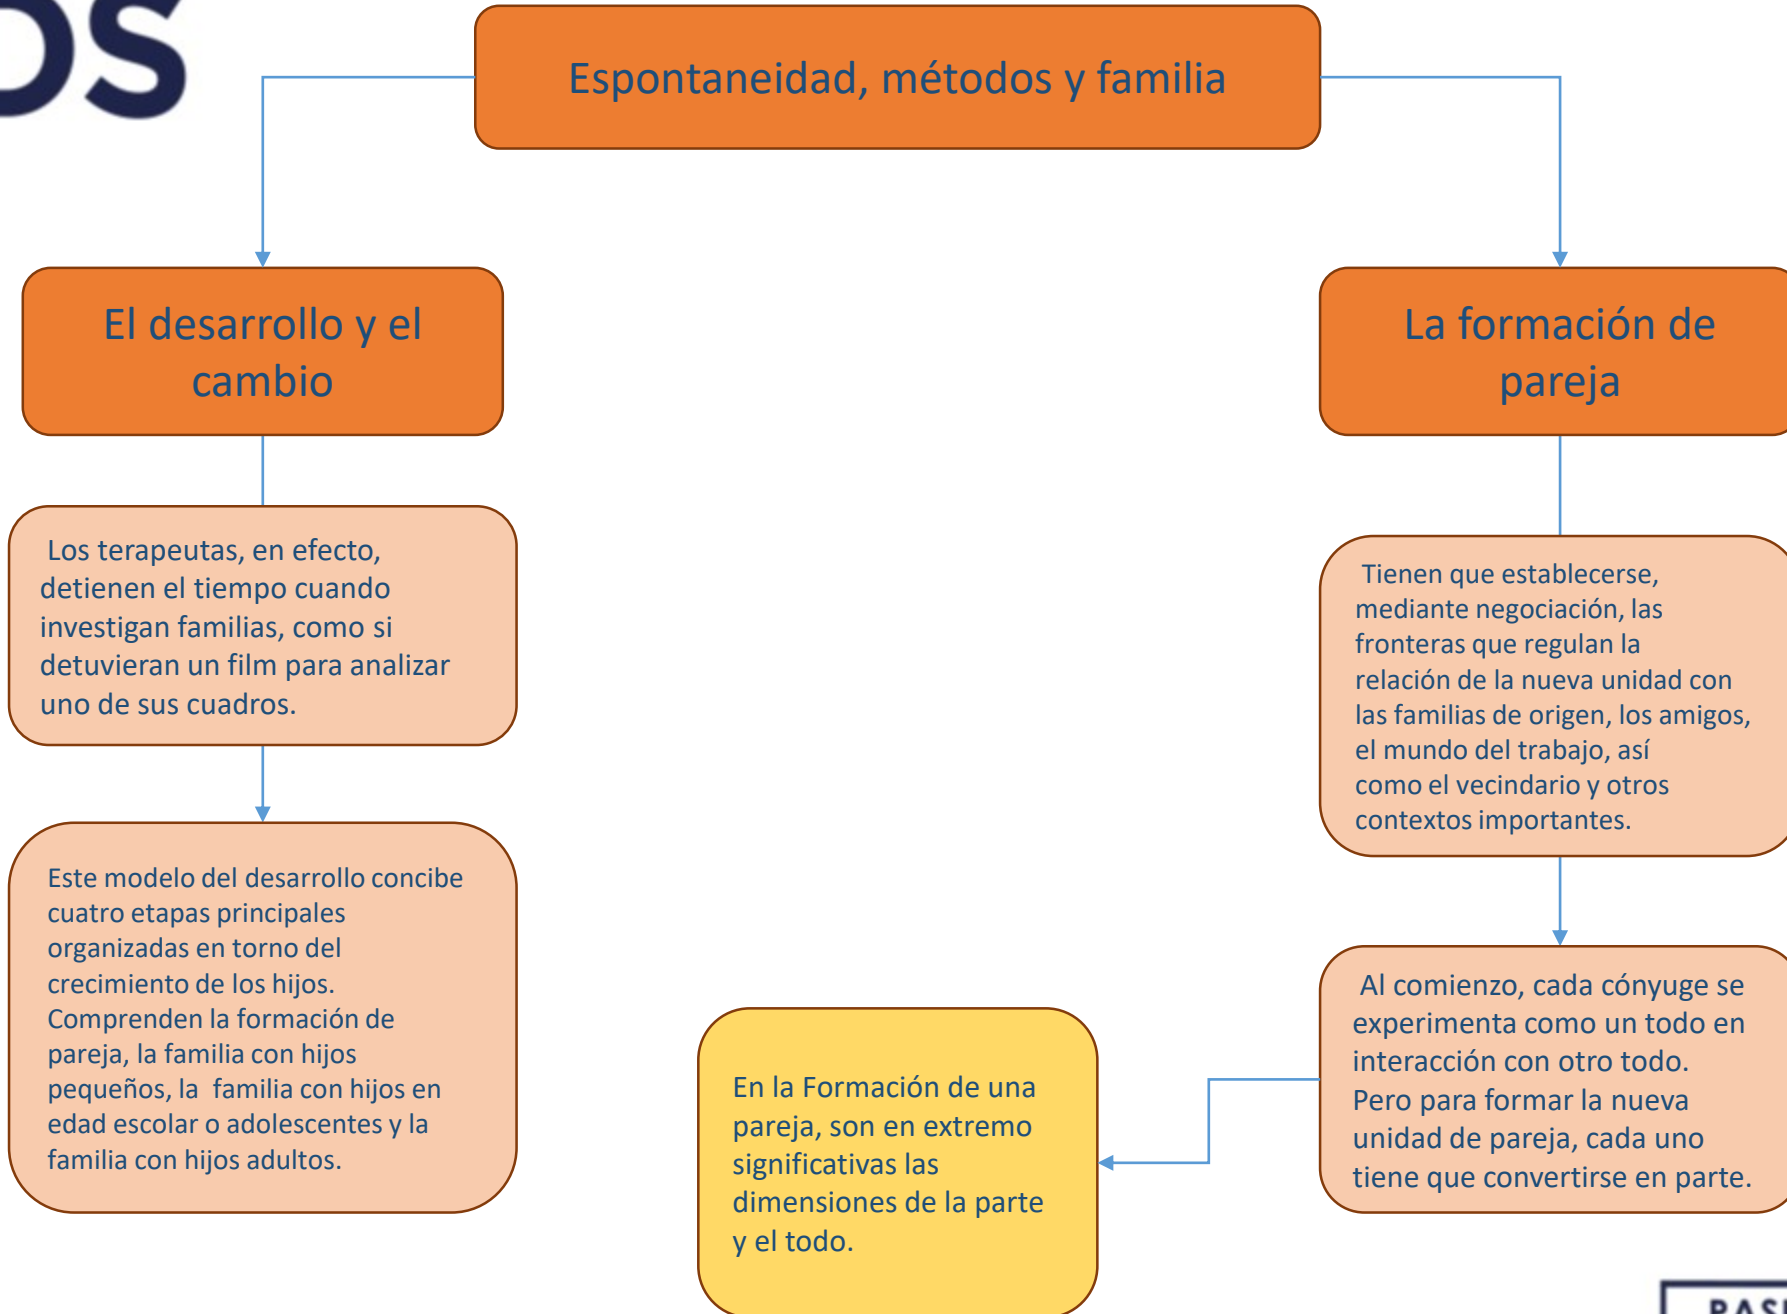 OS
Espontaneidad, métodos y familia
El desarrollo y el
cambio
La formación de
pareja
Los terapeutas, en efecto,
detienen el tiempo cuando
investigan familias, como si
detuvieran un film para analizar
uno de sus cuadros.
Tienen que establecerse,
mediante negociación, las
fronteras que regulan la
relación de la nueva unidad con
las familias de origen, los amigos,
el mundo del trabajo, así
como el vecindario y otros
contextos importantes.
Este modelo del desarrollo concibe
cuatro etapas principales
organizadas en torno del
crecimiento de los hijos.
Comprenden la formación de
pareja, la familia con hijos
pequeños, la familia con hijos en
edad escolar o adolescentes y la
familia con hijos adultos.
Al comienzo, cada cónyuge se
experimenta como un todo en
interacción con otro todo.
Pero para formar la nueva
unidad de pareja, cada uno
tiene que convertirse en parte.
En la Formación de una
pareja, son en extremo
significativas las
dimensiones de la parte
y el todo.